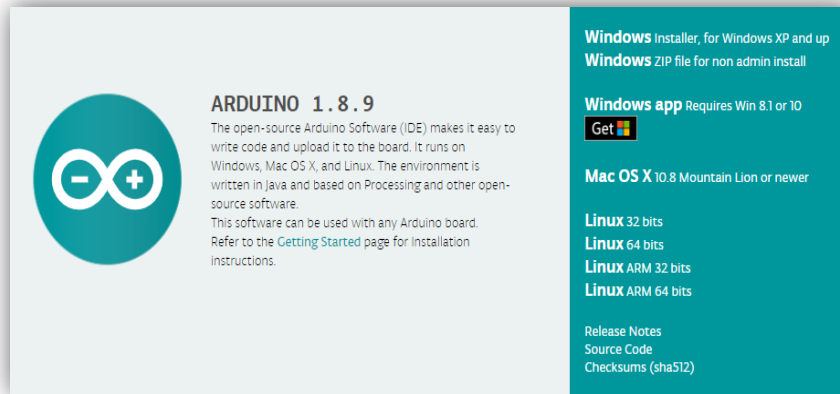 ARDUINO 1.8.9
The open-source Arduino Software (IDE) makes it easy to
write code and upload it to the board. It runs on
Windows, Mac OS X, and Linux. The environment is
written in Java and based on Processing and other open-
source software.
This software can be used with any Arduino board.
Refer to the Getting Started page for Installation
instructions.
Windows Installer, for Windows XP and up
Windows ZIP file for non admin install
Windows app Requires Win 8.1 or 10
Get
Mac OS X 10.8 Mountain Lion or newer
Linux 32 bits
Linux 64 bits
Linux ARM 32 bits
Linux ARM 64 bits
Release Notes
Source Code
Checksums (sha512)